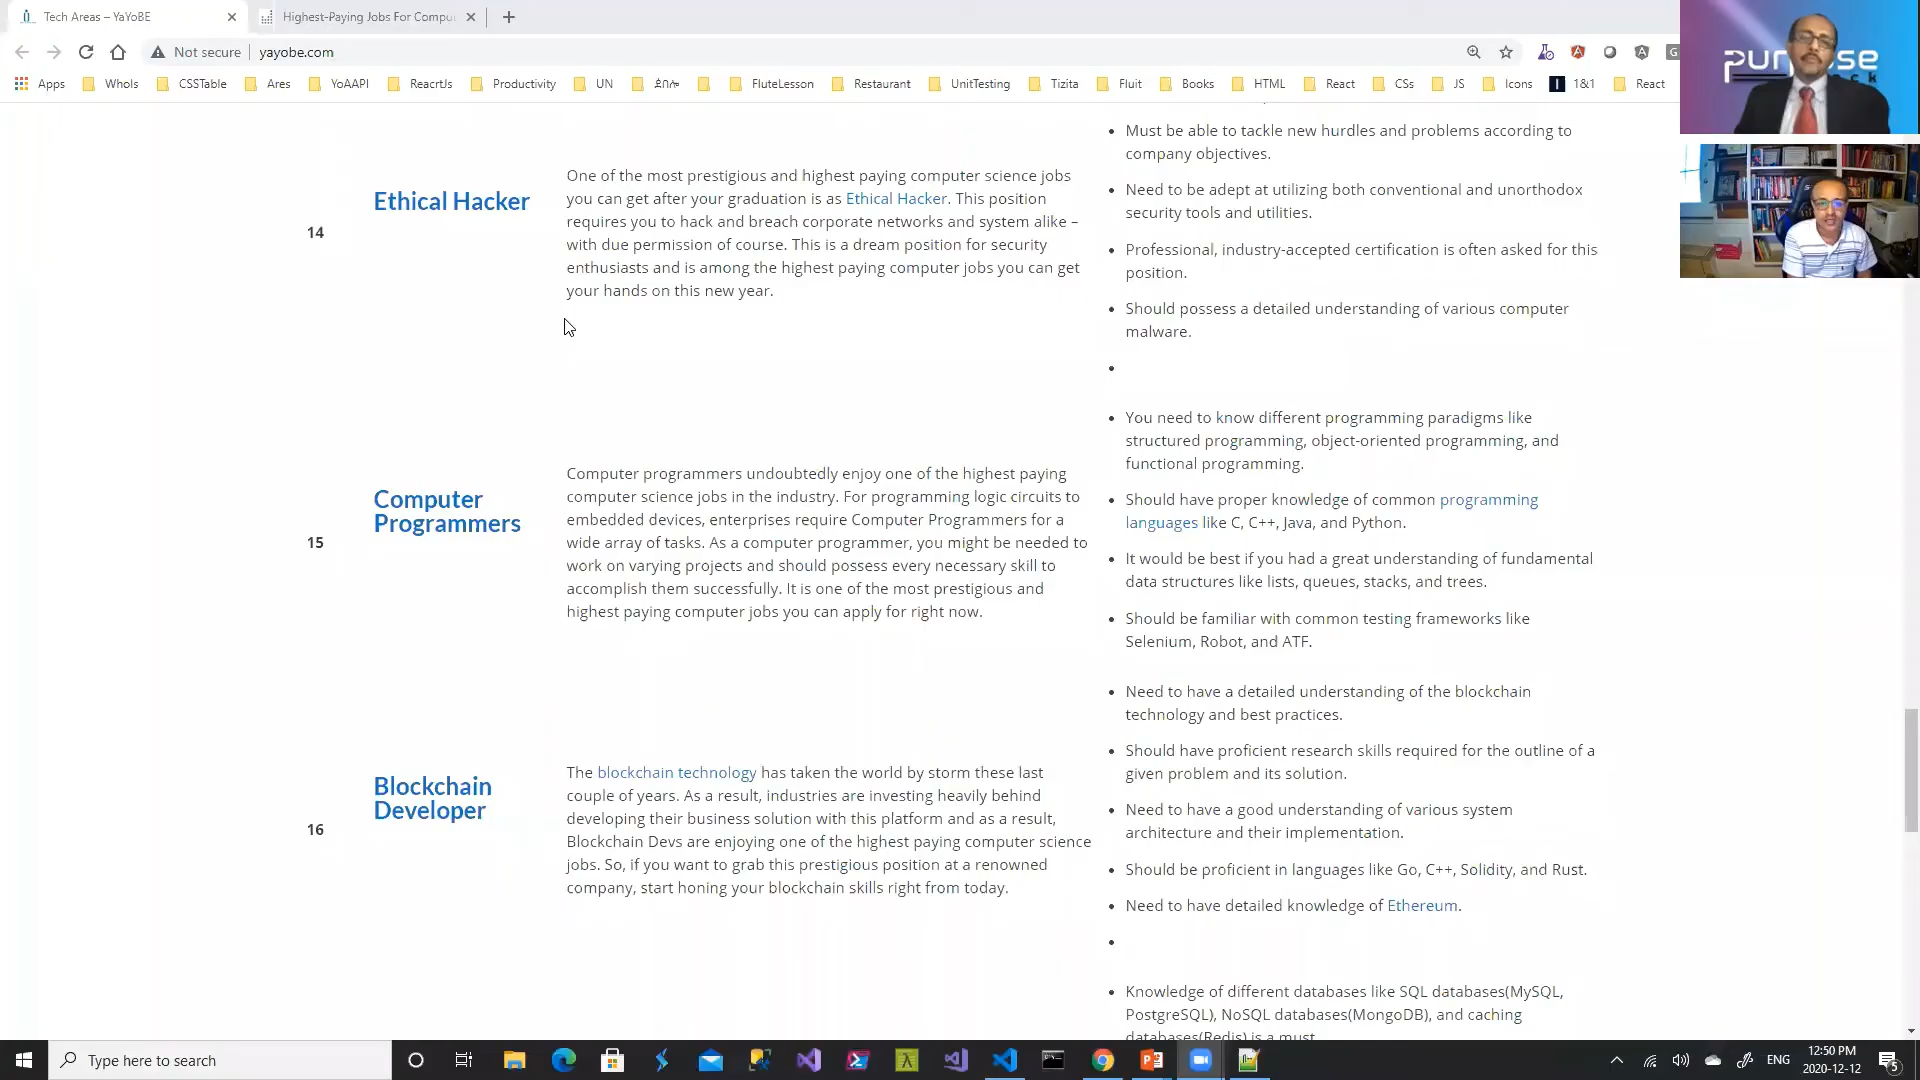 Tech Areas – YaYoBE
Highest-Paying Jobs For Compu
Not secure
yayobe.com
Apps
WhoIs
CSSTable
Ares
YoAAPI
ReacrtJs
Productivity
UN
FluteLesson
Restaurant
UnitTesting
Tizita
Fluit
Books
HTML
React
CSs
JS
Icons
1&1
React
Must be able to tackle new hurdles and problems according to
company objectives.
14
Ethical Hacker
One of the most prestigious and highest paying computer science jobs
you can get after your graduation is as Ethical Hacker. This position
requires you to hack and breach corporate networks and system alike –
with due permission of course. This is a dream position for security
enthusiasts and is among the highest paying computer jobs you can get
your hands on this new year.
Need to be adept at utilizing both conventional and unorthodox
security tools and utilities.
Professional, industry-accepted certification is often asked for this
position.
Should possess a detailed understanding of various computer
malware.
15
Computer
Programmers
Computer programmers undoubtedly enjoy one of the highest paying
computer science jobs in the industry. For programming logic circuits to
embedded devices, enterprises require Computer Programmers for a
wide array of tasks. As a computer programmer, you might be needed to
work on varying projects and should possess every necessary skill to
accomplish them successfully. It is one of the most prestigious and
highest paying computer jobs you can apply for right now.
You need to know different programming paradigms like
structured programming, object-oriented programming, and
functional programming.
Should have proper knowledge of common programming
languages like C, C++, Java, and Python.
It would be best if you had a great understanding of fundamental
data structures like lists, queues, stacks, and trees.
Should be familiar with common testing frameworks like
Selenium, Robot, and ATF.
16
Blockchain
Developer
The blockchain technology has taken the world by storm these last
couple of years. As a result, industries are investing heavily behind
developing their business solution with this platform and as a result,
Blockchain Devs are enjoying one of the highest paying computer science
jobs. So, if you want to grab this prestigious position at a renowned
company, start honing your blockchain skills right from today.
Need to have a detailed understanding of the blockchain
technology and best practices.
Should have proficient research skills required for the outline of a
given problem and its solution.
Need to have a good understanding of various system
architecture and their implementation.
Should be proficient in languages like Go, C++, Solidity, and Rust.
Need to have detailed knowledge of Ethereum.
Knowledge of different databases like SQL databases(MySQL,
PostgreSQL), NoSQL databases(MongoDB), and caching
databases(Redis) is a must
Type here to search
ENG
12:50 PM
2020-12-12
5